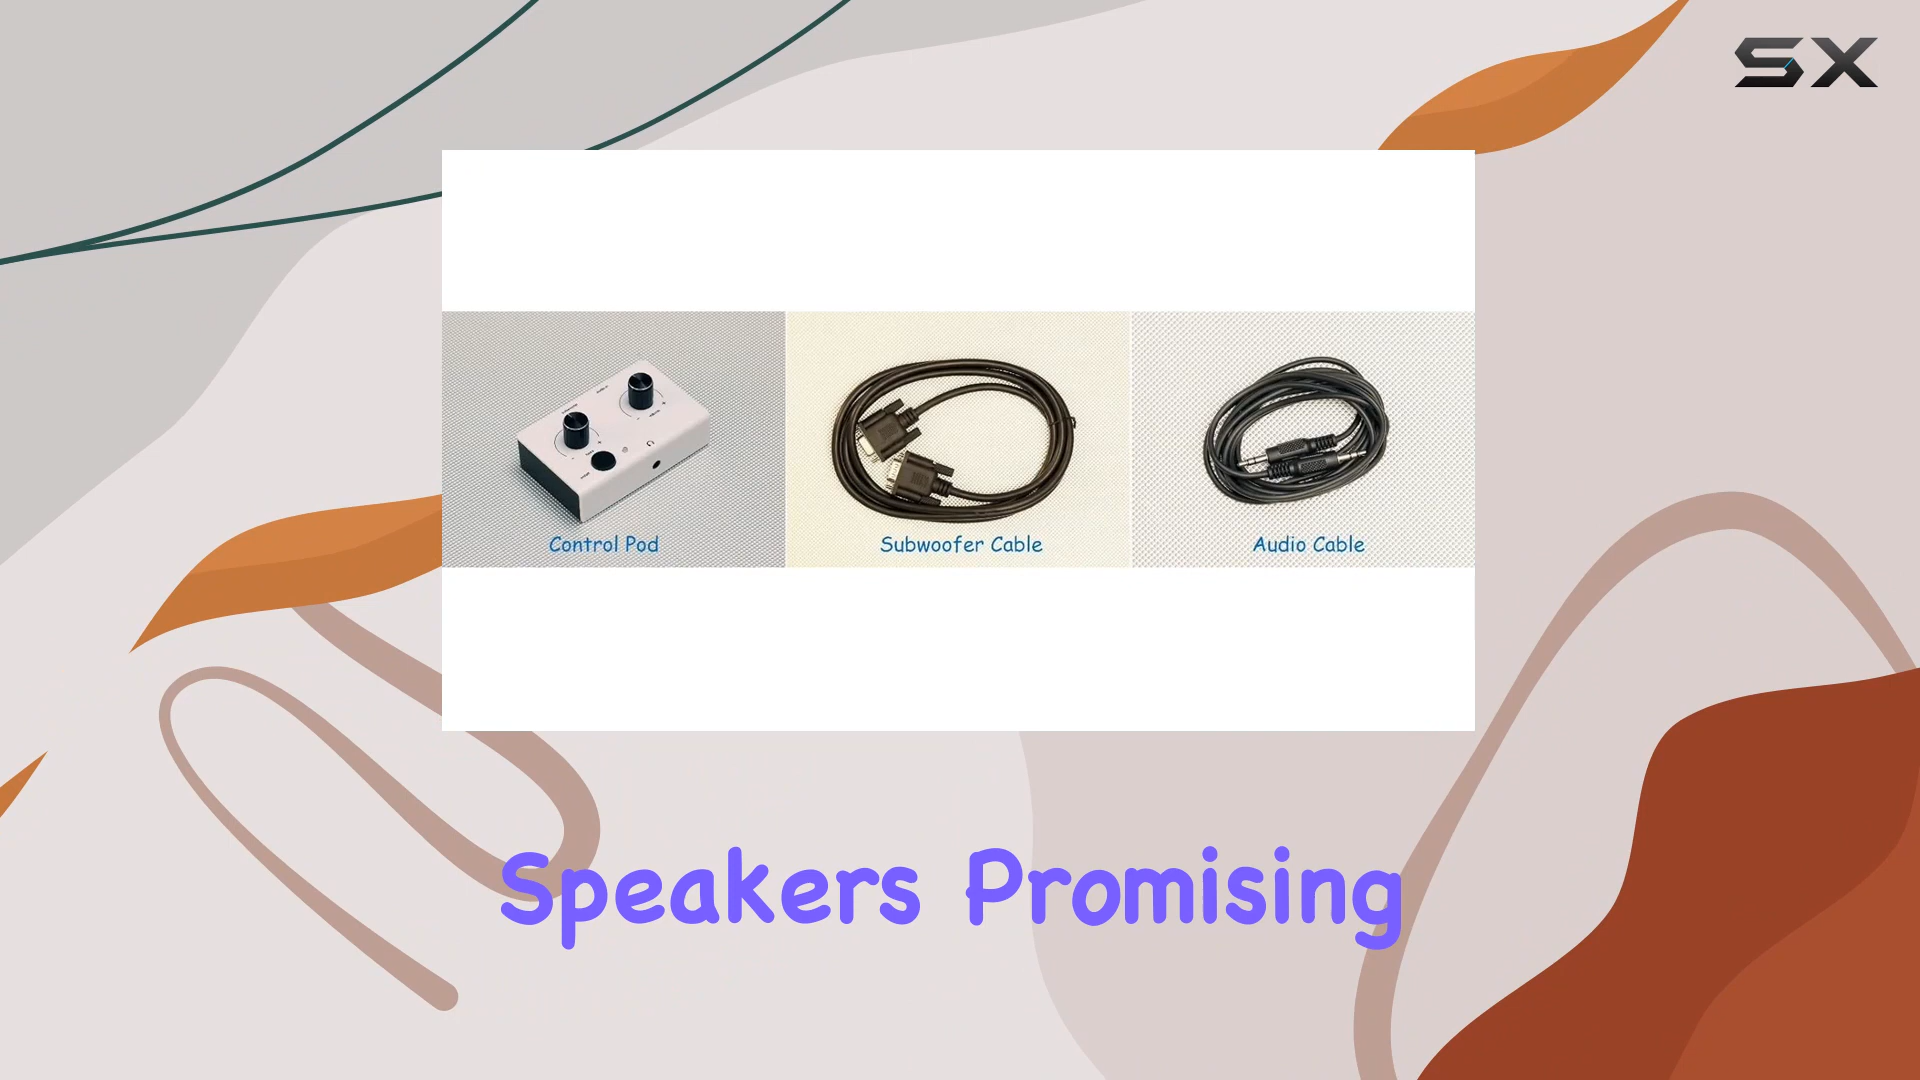 SX
Control Pod
Subwoofer Cable
Audio Cable
Speakers Promising